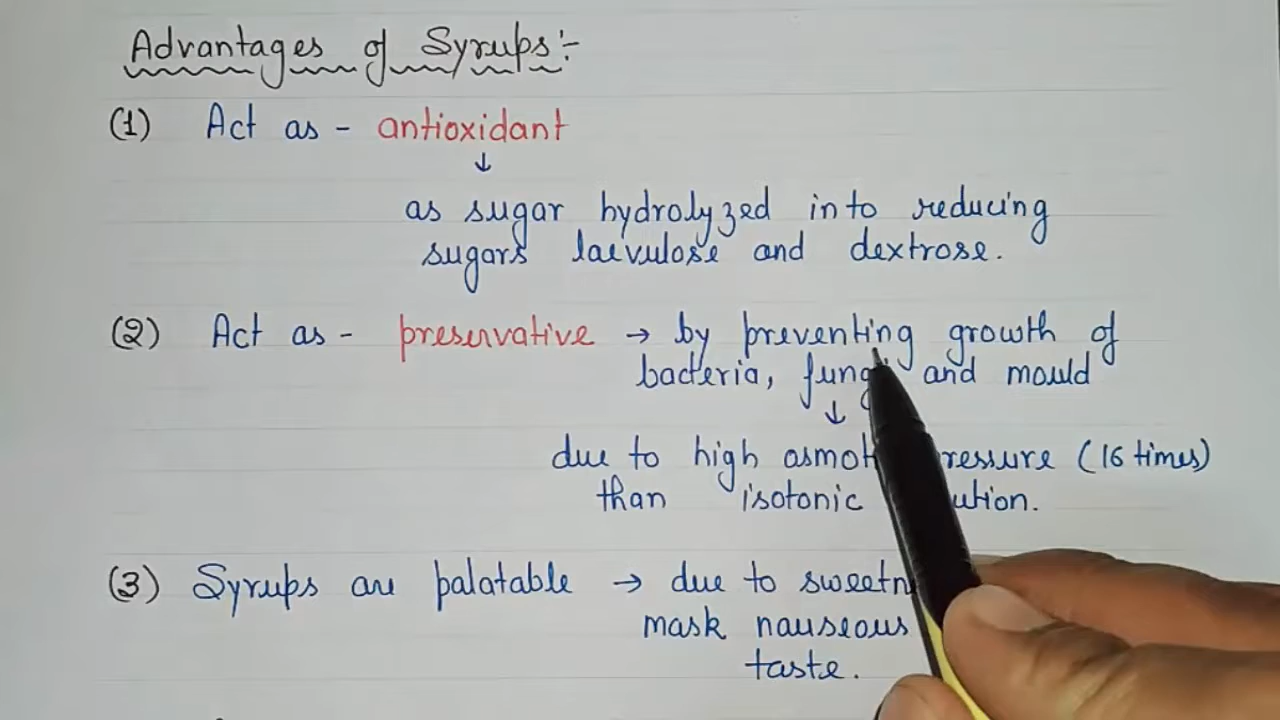 Advantages of Syrups:-
(1) Act as - antioxidant
↓
as sugar hydrolyzed into reducing
sugars laevulose and dextrose.
(2) Act as - preservative → by preventing growth of
bacteria, fungi and mould
↓
due to high (16 times)
than isotonic
(3) Syrups are palatable → due to
mask nauseous
taste.